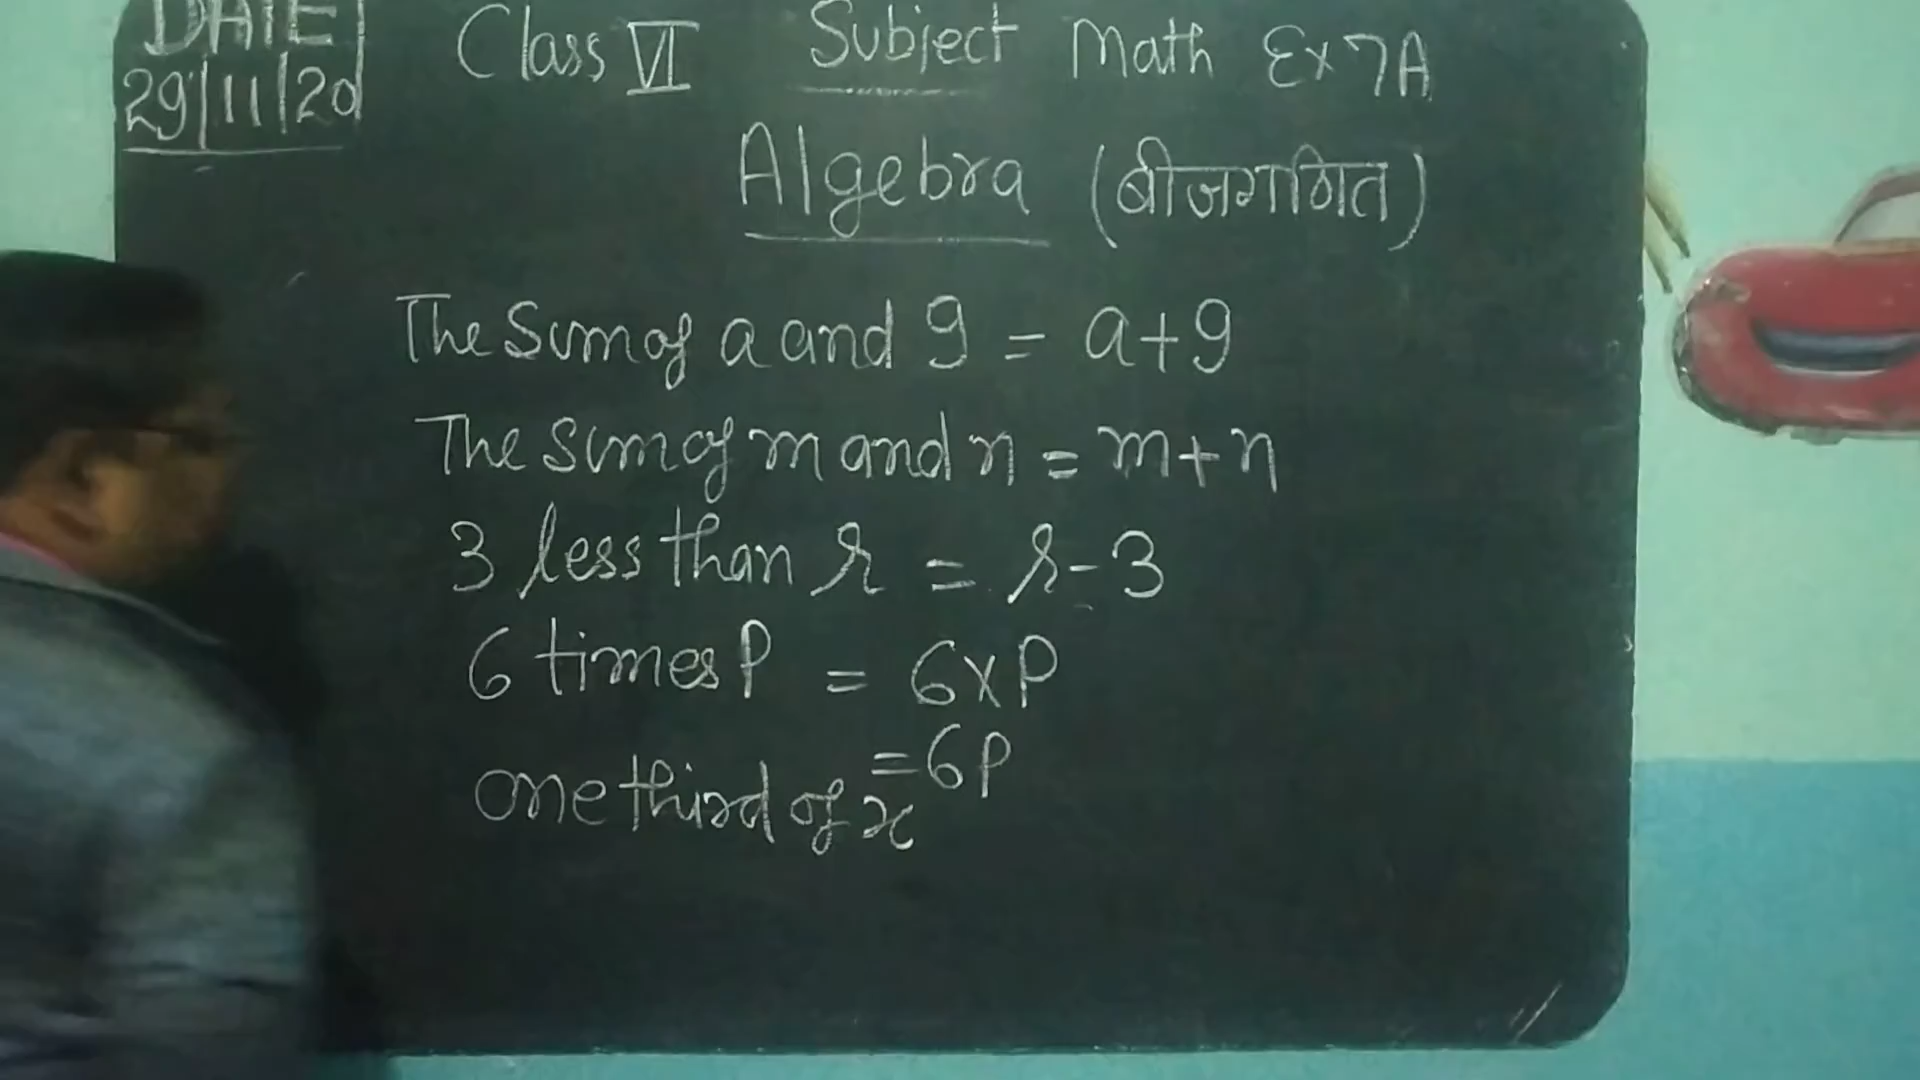 DATE
29/11/20
Class VI Subject Math Ex 7A
Algebra (बीजगणित)
The Sum of a and 9 = a+9
The sum of m and n = m+n
3 less than r = r-3
6 times P = 6xP
=6P
one third of x